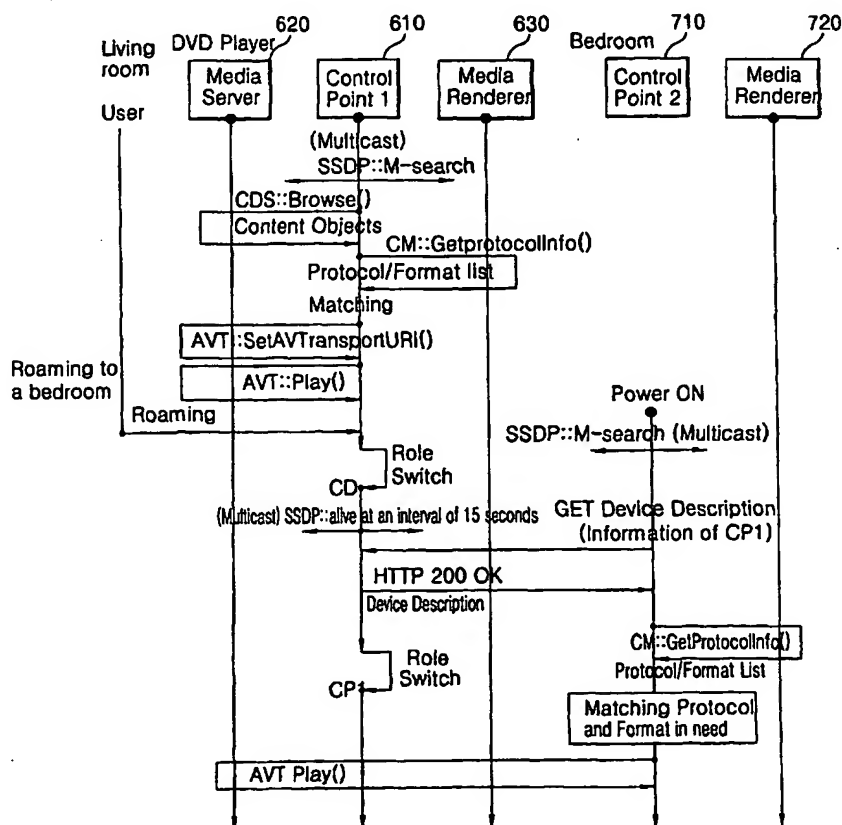 620
610
630
710
720
Living
room
DVD Player
Bedroom
User
Media
Server
Control
Point 1
Media
Renderer
Control
Point 2
Media
Renderer
(Multicast)
SSDP::M-search
CDS::Browse()
Content Objects
CM::GetprotocolInfo()
Protocol/Format list
Matching
AVT::SetAVTransportURI()
Roaming to
a bedroom
AVT::Play()
Power ON
Roaming
SSDP::M-search (Multicast)
Role
Switch
CD
(Multicast) SSDP::alive at an interval of 15 seconds
GET Device Description
(Information of CP1)
HTTP 200 OK
Device Description
CM::GetProtocolInfo()
Protocol/Format List
Role
Switch
CP1
Matching Protocol
and Format in need
AVT Play()